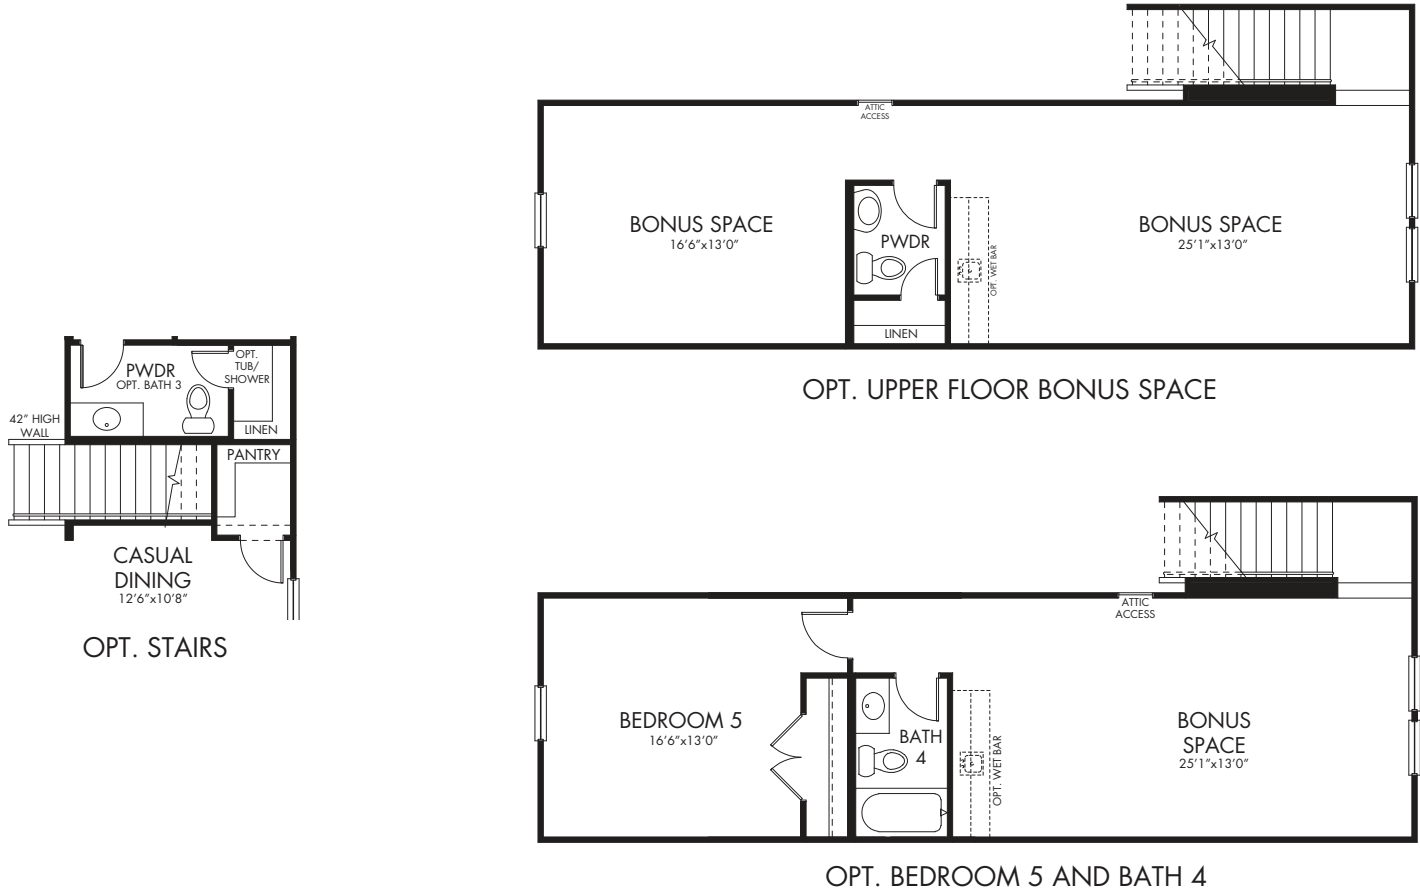 ATTIC
ACCESS
BONUS SPACE
16'6"x13'0"
PWDR
LINEN
OPT. WET BAR
BONUS SPACE
25'1"x13'0"
OPT. UPPER FLOOR BONUS SPACE
PWDR
OPT. BATH 3
OPT.
TUB/
SHOWER
LINEN
42" HIGH
WALL
PANTRY
CASUAL
DINING
12'6"x10'8"
OPT. STAIRS
ATTIC
ACCESS
BEDROOM 5
16'6"x13'0"
BATH
4
OPT. WET BAR
BONUS
SPACE
25'1"x13'0"
OPT. BEDROOM 5 AND BATH 4